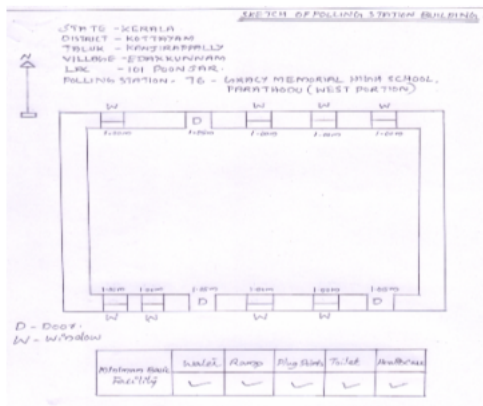 SKETCH OF POLLING STATION BUILDING
STATE - KERALA
DISTRICT - KOTTAYAM
TALUK - KANJIRAPPALLY
VILLAGE - EDAKKUNNAM
LAC - 101 POONJAR.
POLLING STATION - 76 - GRACY MEMORIAL HIGH SCHOOL,
PARATHODU (WEST PORTION)
N
W W W W
D
D D
W W W W
D - Door.
W - Window
Minimum Basic Facility Water Ramp Toilet